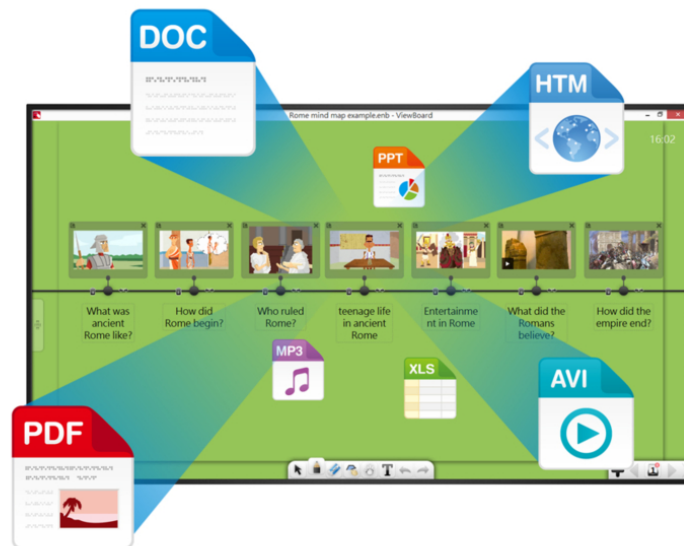 DOC
HTM
Rome mind map example.enb - ViewBoard
16:02
PPT
What was
ancient
Rome like?
How did
Rome begin?
Who ruled
Rome?
teenage life
in ancient
Rome
Entertainme
nt in Rome
What did the
Romans
believe?
How did the
empire end?
MP3
XLS
AVI
PDF
T